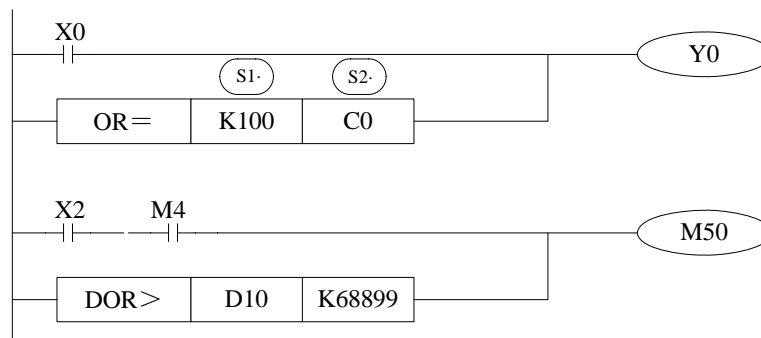 X0
Y0
S1· S2·
OR＝ K100 C0
X2 M4
M50
DOR＞ D10 K68899